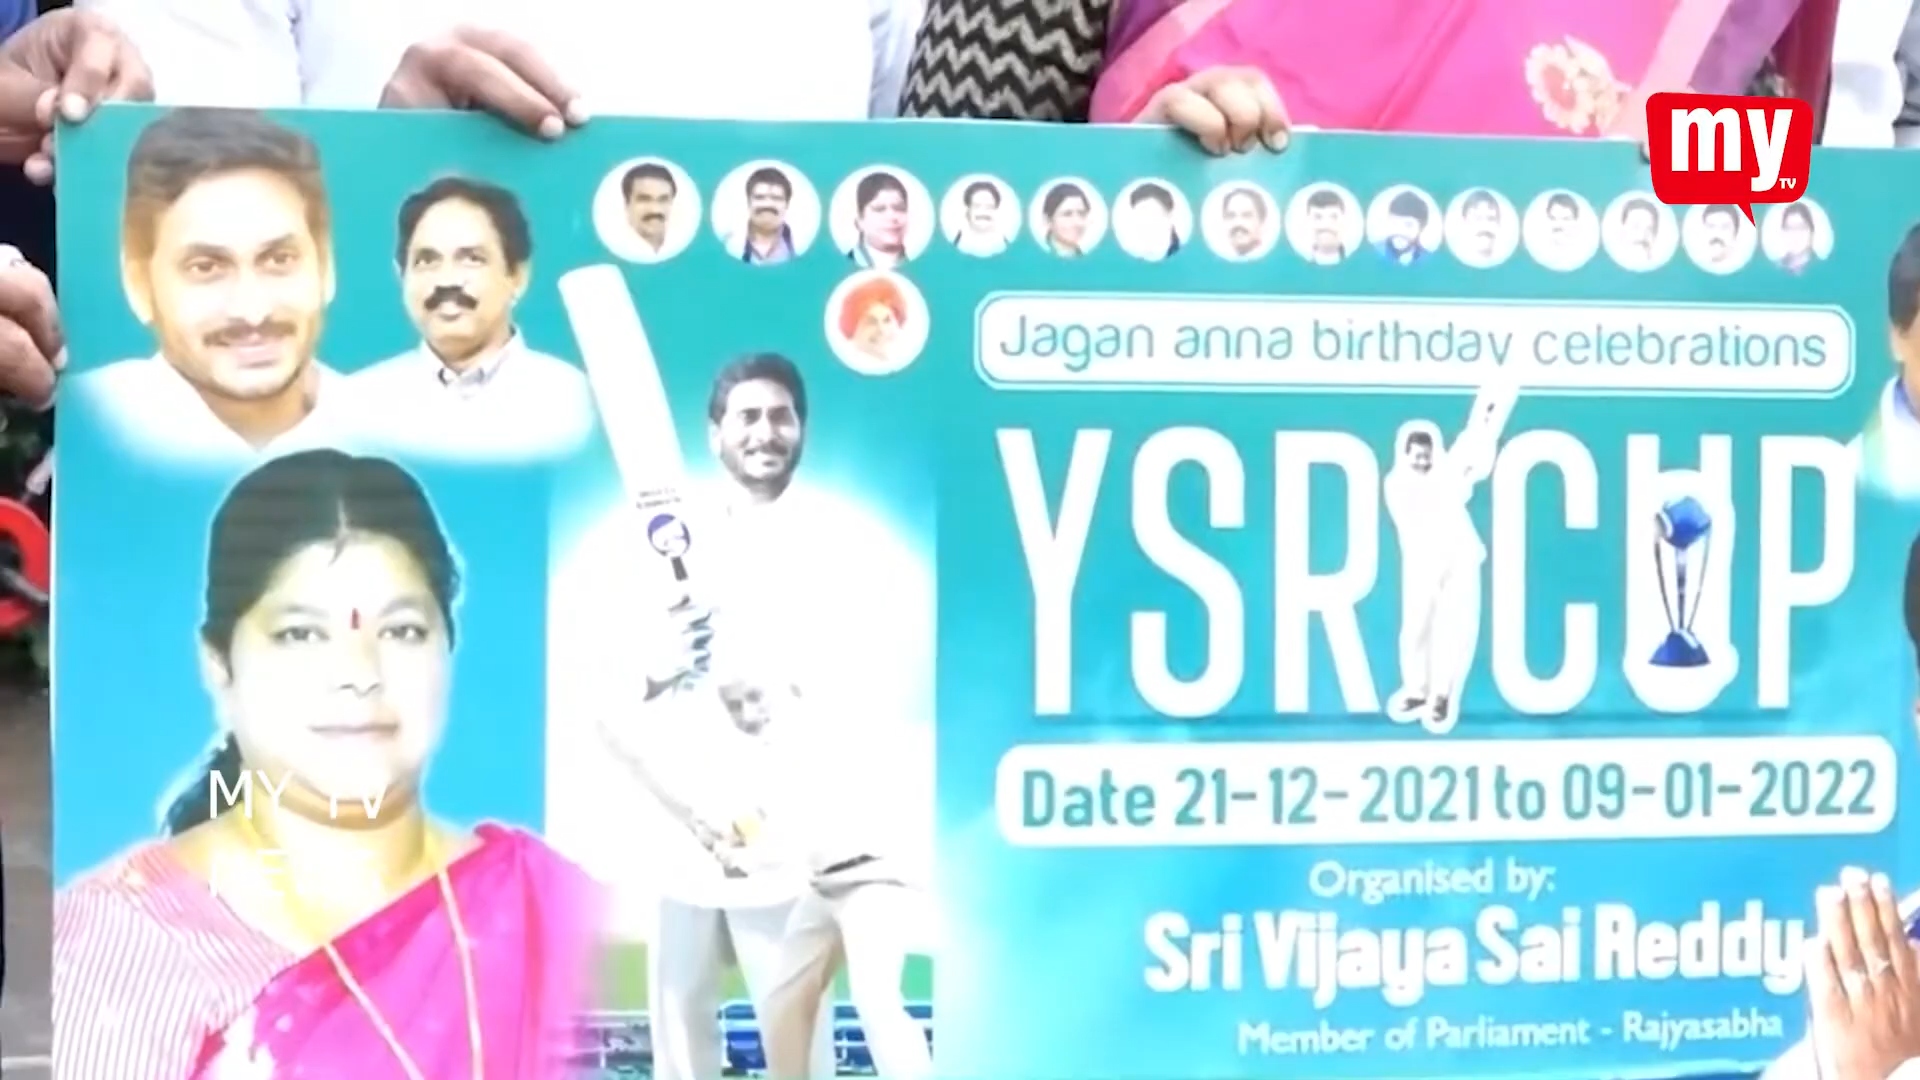 my
TV
Jagan anna birthday celebrations
YSR CUP
Date 21-12-2021 to 09-01-2022
Organised by:
Sri Vijaya Sai Reddy
Member of Parliament - Rajyasabha
MY TV
NEWS